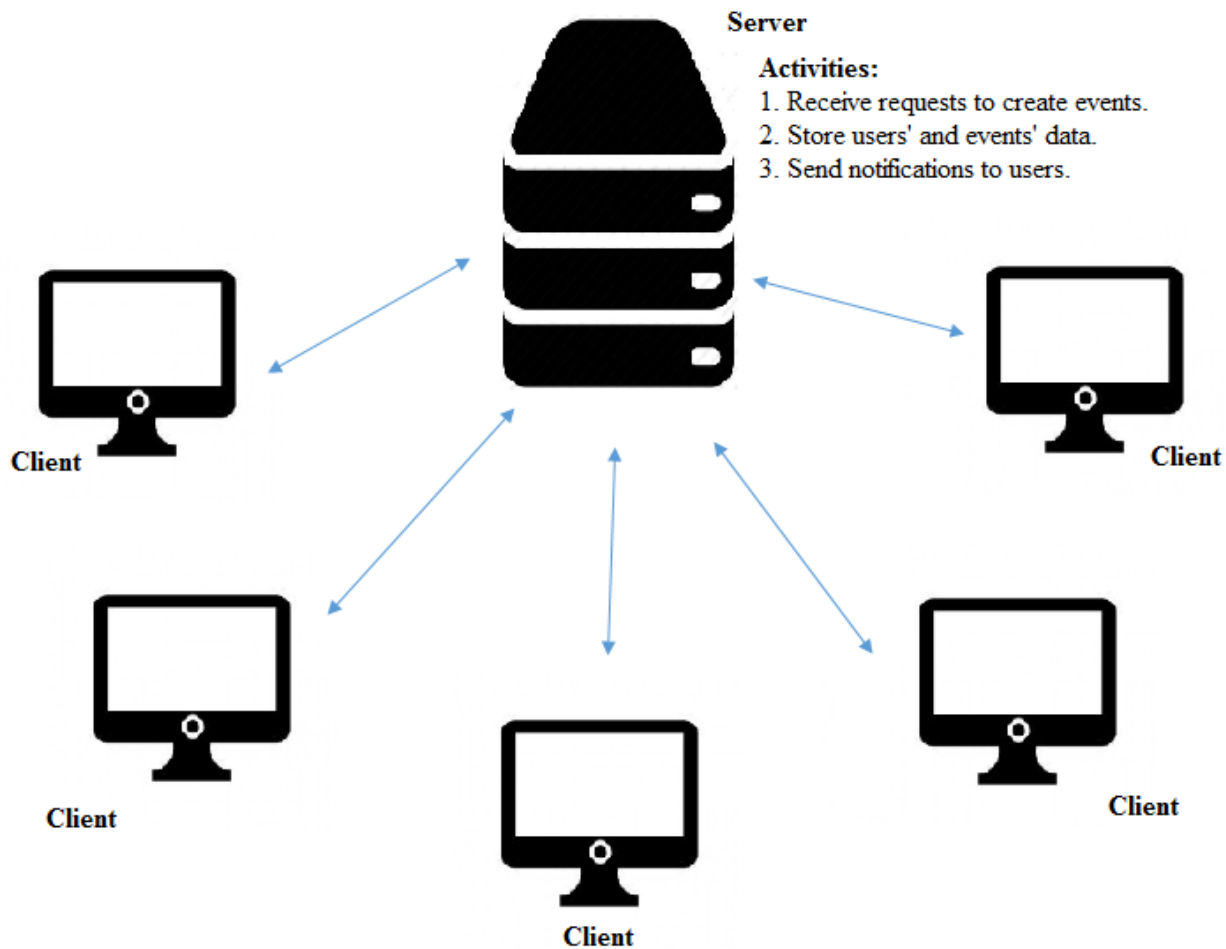 Server
Activities:
1. Receive requests to create events.
2. Store users' and events' data.
3. Send notifications to users.
Client
Client
Client
Client
Client